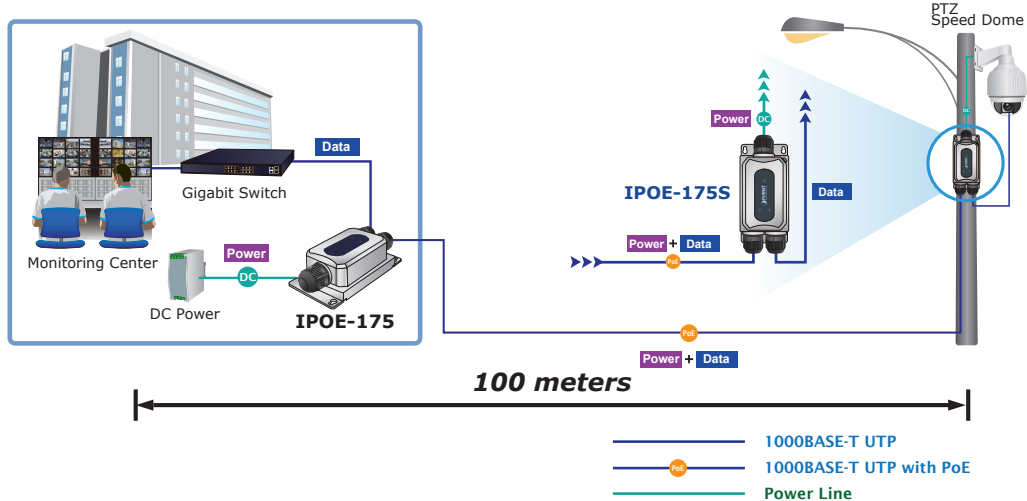 PTZ
Speed Dome
Data
Gigabit Switch
Monitoring Center
Power
DC
DC Power
IPOE-175
Power
DC
IPOE-175S
Data
Power + Data
PoE
DC
PoE
Power + Data
100 meters
1000BASE-T UTP
PoE
1000BASE-T UTP with PoE
Power Line